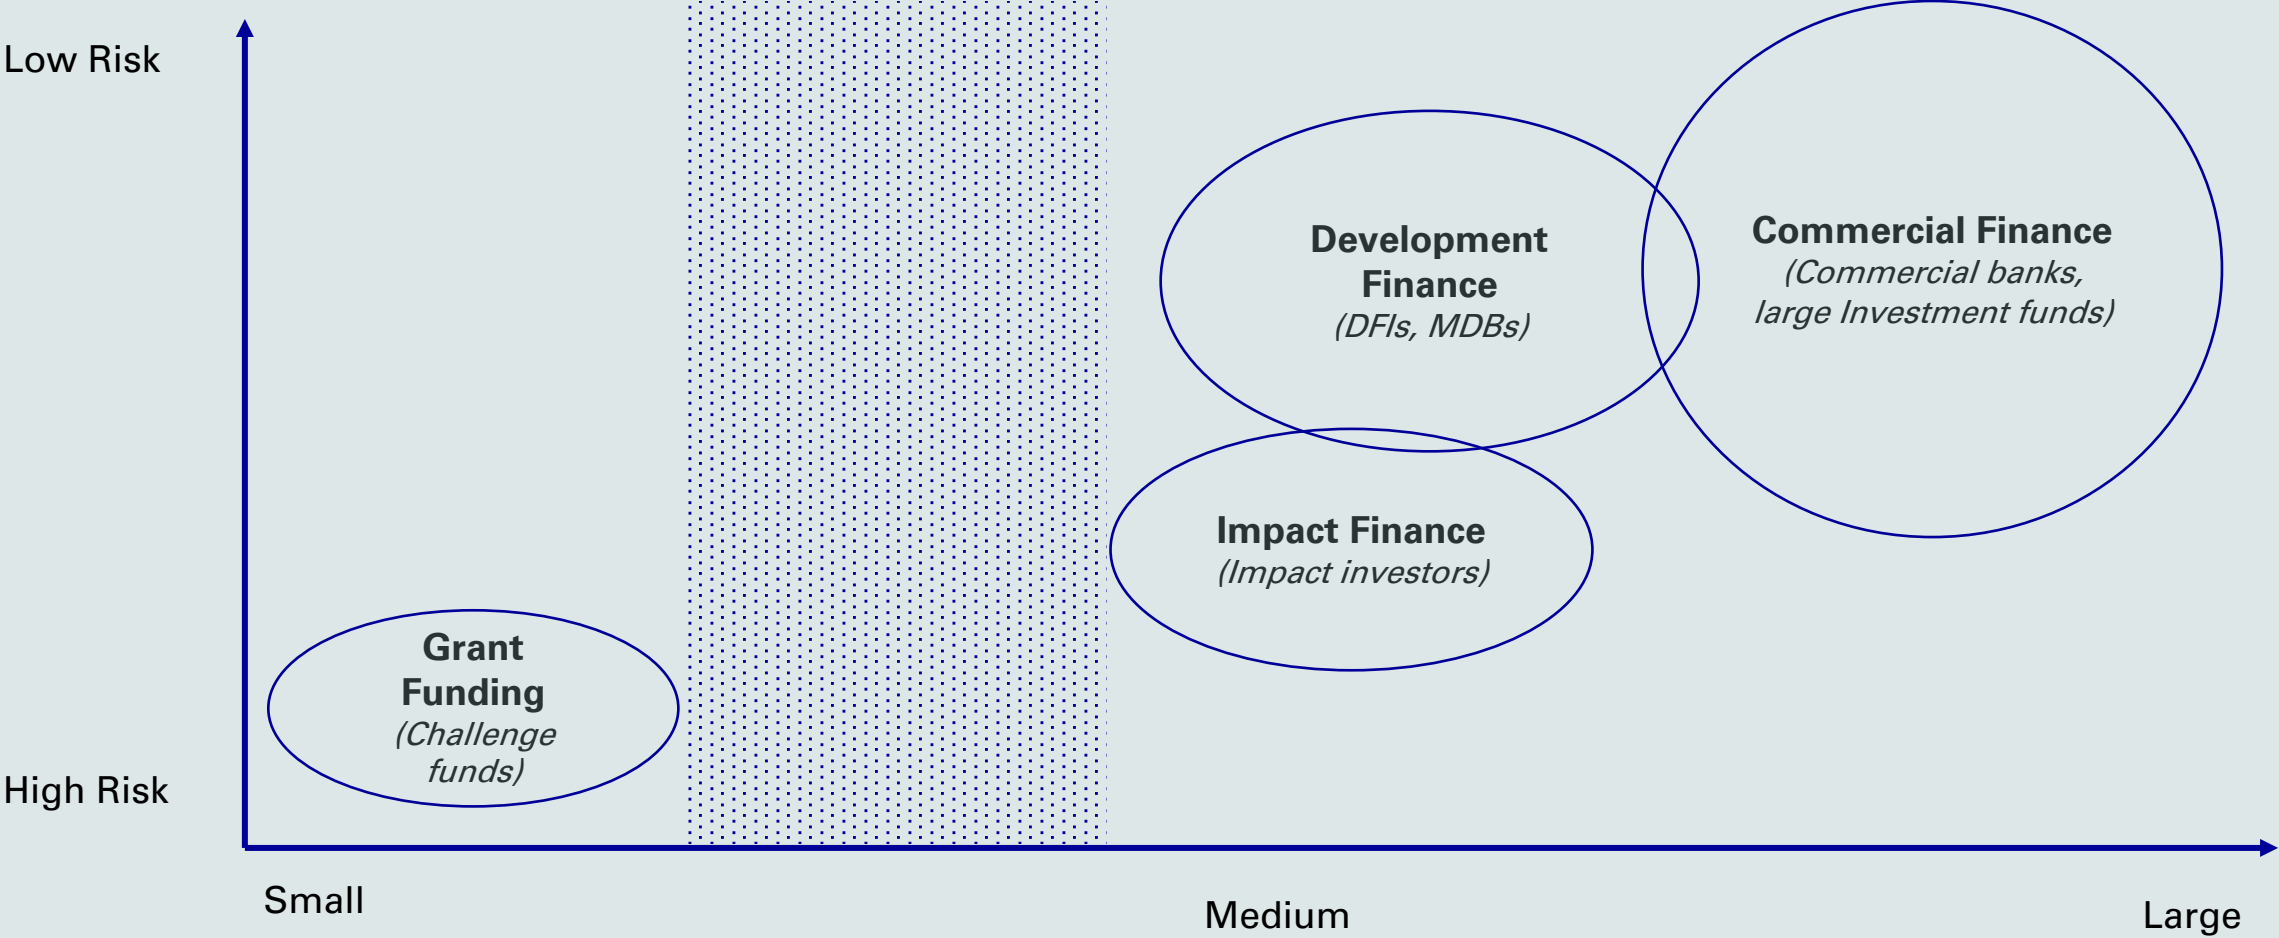 Low Risk
Development
Finance
(DFIs, MDBs)
Commercial Finance
(Commercial banks,
large Investment funds)
Impact Finance
(Impact investors)
Grant
Funding
(Challenge
funds)
High Risk
Small
Medium
Large